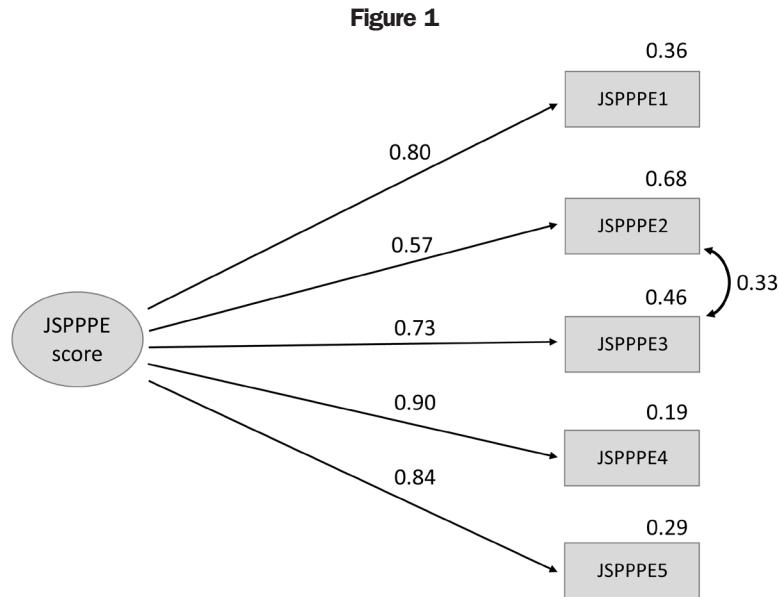 Figure 1
0.36
JSPPPE1
0.80
0.68
JSPPPE2
0.57
0.33
0.46
JSPPPE
score
0.73
JSPPPE3
0.90
0.19
JSPPPE4
0.84
0.29
JSPPPE5